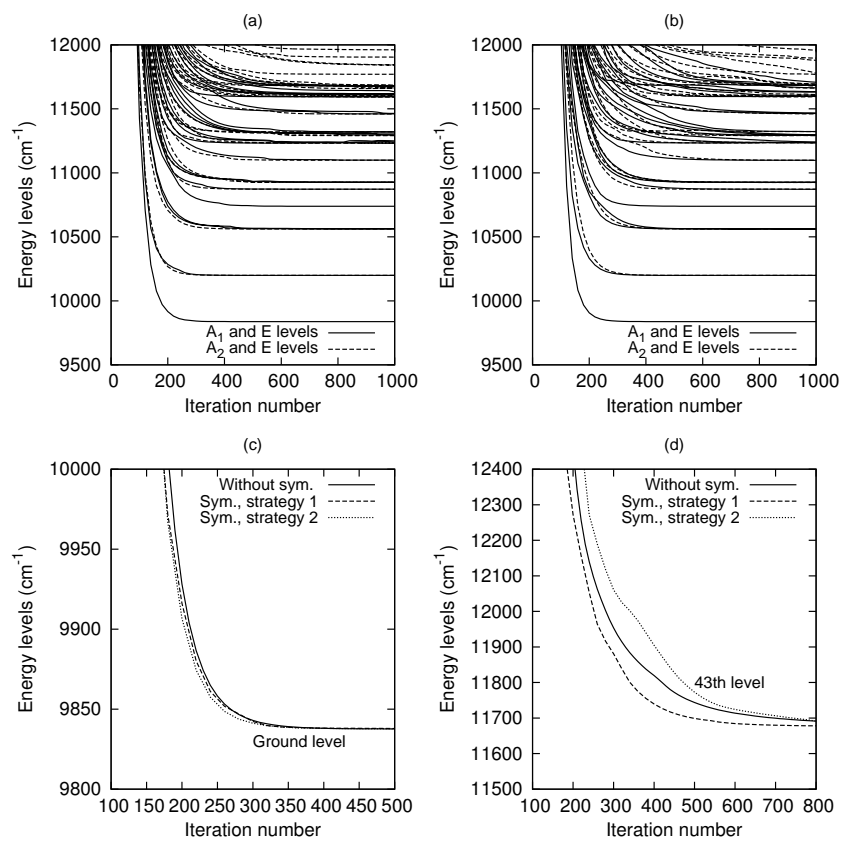 (a)
12000
11500
11000
10500
10000
9500
Energy levels (cm-1)
A1 and E levels
A2 and E levels
0 200 400 600 800 1000
Iteration number
(b)
12000
11500
11000
10500
10000
9500
Energy levels (cm-1)
A1 and E levels
A2 and E levels
0 200 400 600 800 1000
Iteration number
(c)
10000
9950
9900
9850
9800
Energy levels (cm-1)
Without sym.
Sym., strategy 1
Sym., strategy 2
Ground level
100 150 200 250 300 350 400 450 500
Iteration number
(d)
12400
12300
12200
12100
12000
11900
11800
11700
11600
11500
Energy levels (cm-1)
Without sym.
Sym., strategy 1
Sym., strategy 2
43th level
100 200 300 400 500 600 700 800
Iteration number